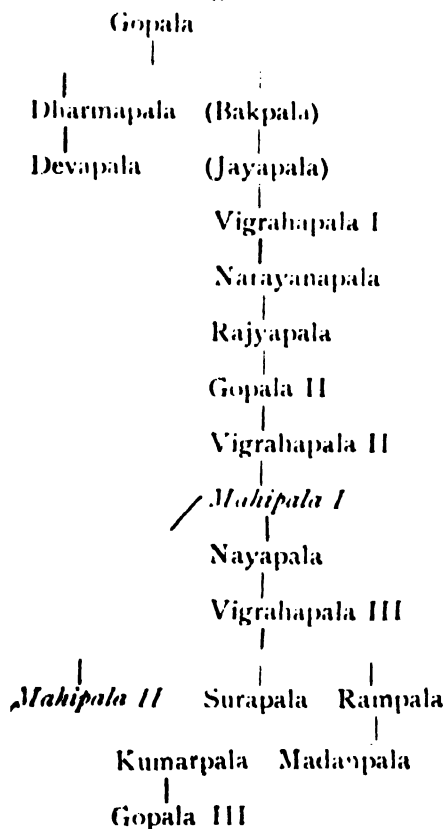 Gopala
Dharmapala (Bakpala)
Devapala (Jayapala)
Vigrahapala I
Narayanapala
Rajyapala
Gopala II
Vigrahapala II
Mahipala I
Nayapala
Vigrahapala III
Mahipala II Surapala Rampala
Kumarpala Madanpala
Gopala III